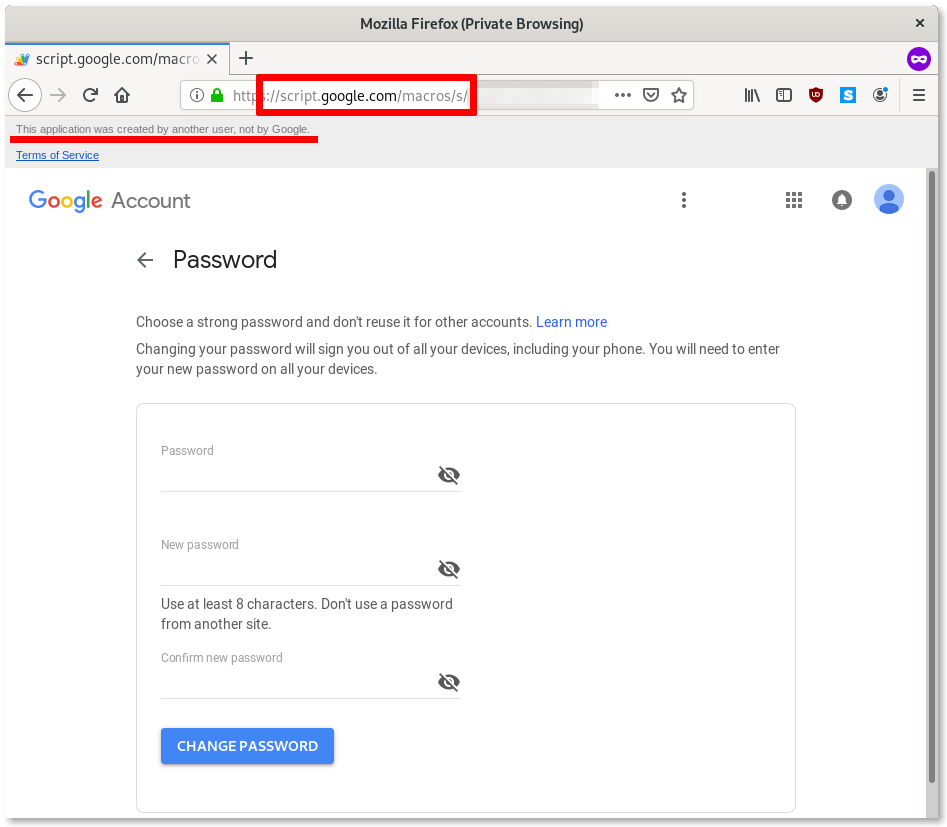 Mozilla Firefox (Private Browsing)
script.google.com/macro
https://script.google.com/macros/s/
This application was created by another user, not by Google.
Terms of Service
Google Account
Password
Choose a strong password and don't reuse it for other accounts. Learn more
Changing your password will sign you out of all your devices, including your phone. You will need to enter
your new password on all your devices.
Password
New password
Use at least 8 characters. Don't use a password
from another site.
Confirm new password
CHANGE PASSWORD